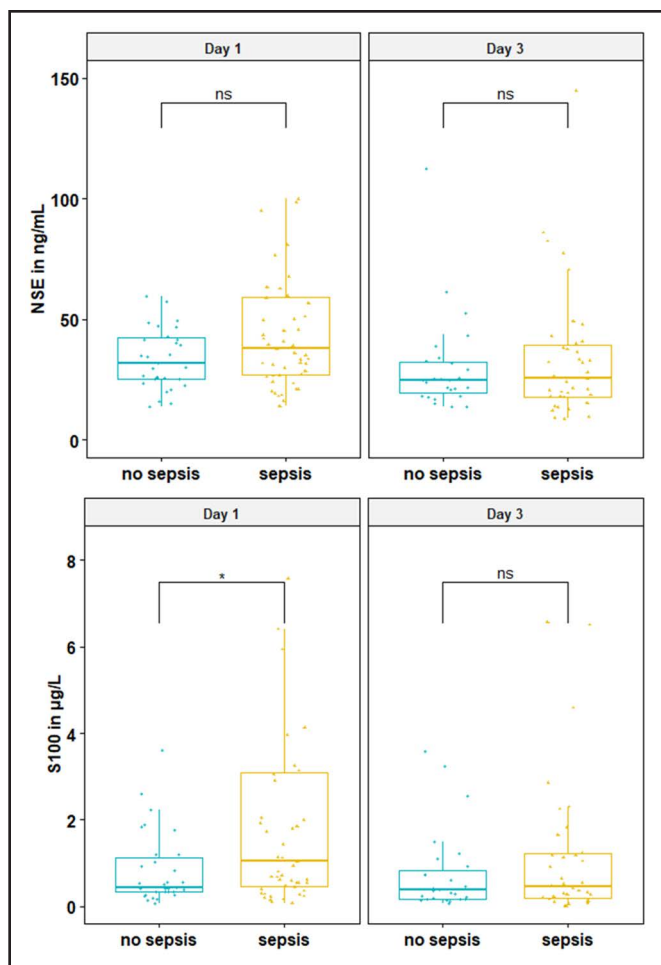 Day 1
Day 3
NSE in ng/mL
150
100
50
0
ns
ns
no sepsis
sepsis
no sepsis
sepsis
Day 1
Day 3
S100 in µg/L
8
6
4
2
0
*
ns
no sepsis
sepsis
no sepsis
sepsis